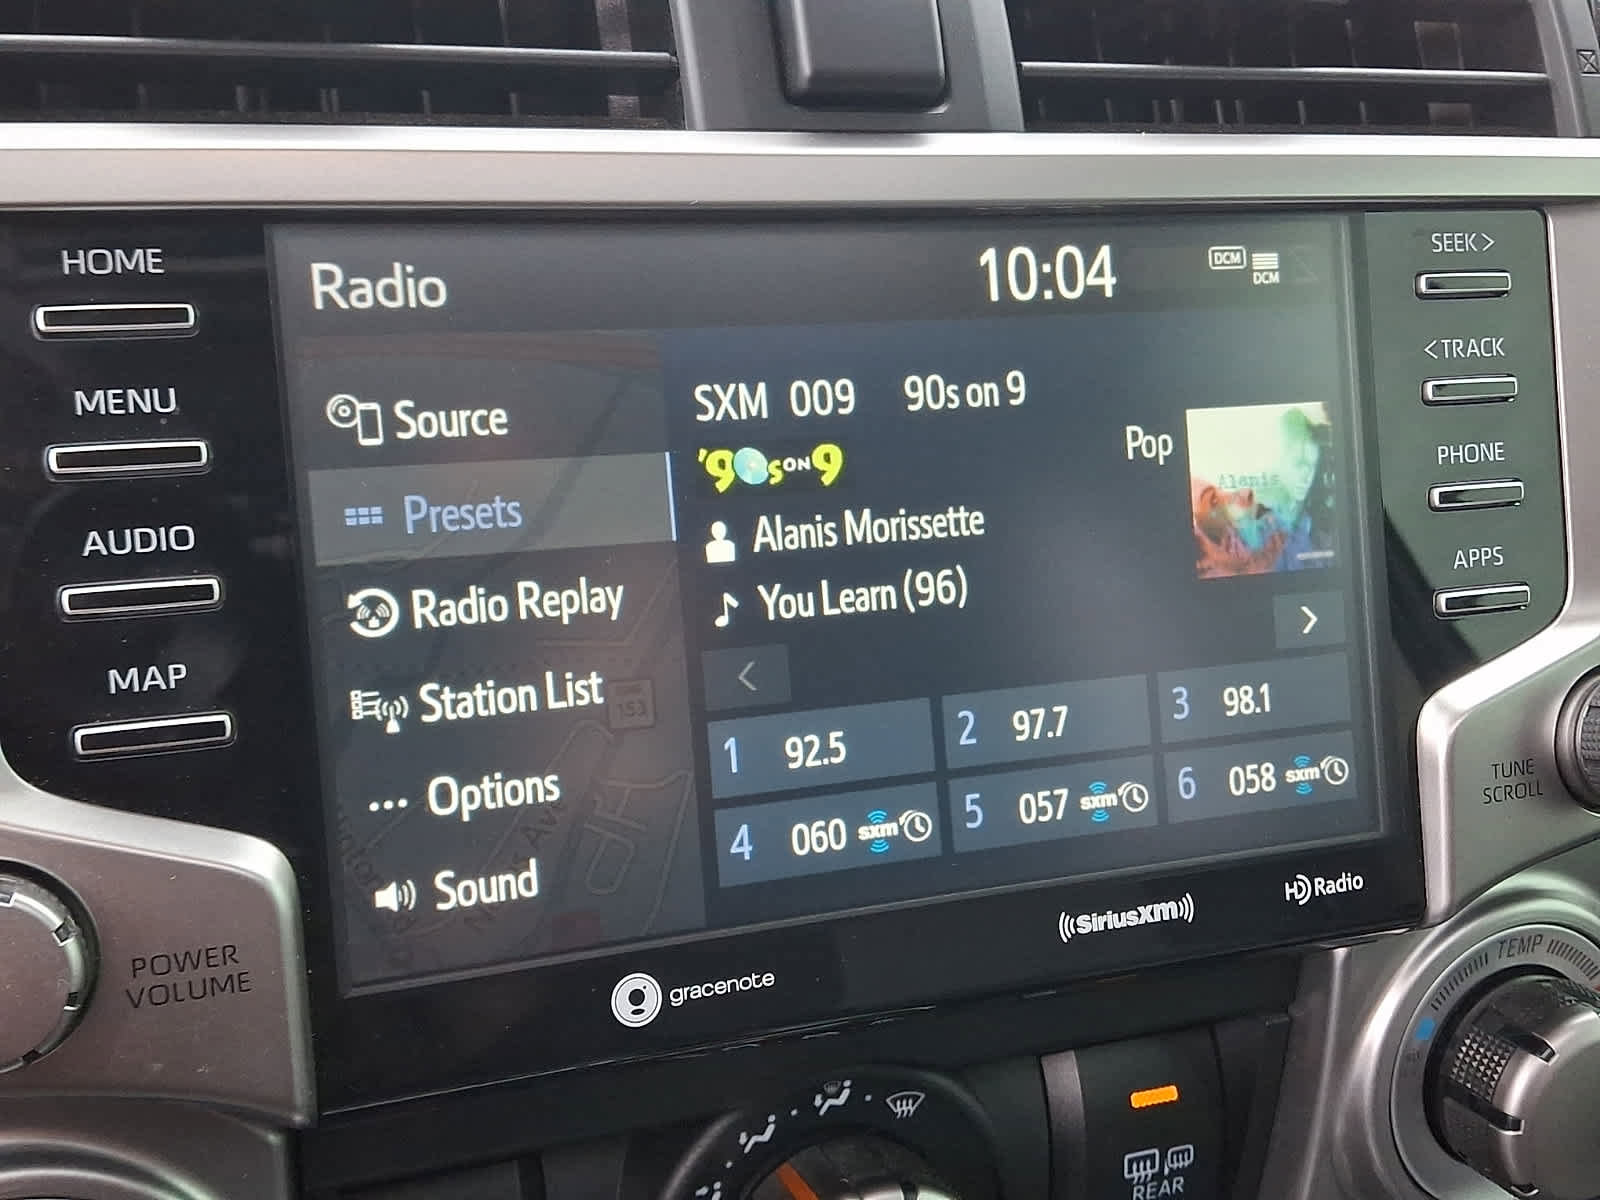 HOME
MENU
AUDIO
MAP
POWER
VOLUME
Radio
10:04
DCM
DCM
Source
Presets
Radio Replay
Station List
Options
Sound
153
SXM 009 90s on 9
'90s ON 9
Pop
Alanis
Alanis Morissette
You Learn (96)
<
>
1 92.5
2 97.7
3 98.1
4 060 sxm
5 057 sxm
6 058 sxm
gracenote
((SiriusXM))
HD Radio
SEEK >
< TRACK
PHONE
APPS
TUNE
SCROLL
TEMP
REAR